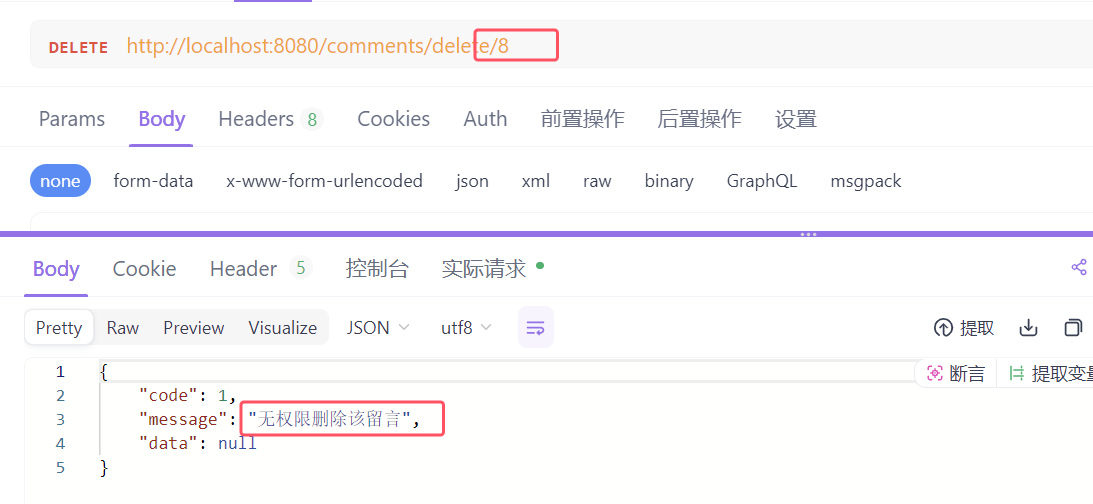 DELETE http://localhost:8080/comments/delete/8
Params Body Headers 8 Cookies Auth 前置操作 后置操作 设置
none form-data x-www-form-urlencoded json xml raw binary GraphQL msgpack
Body Cookie Header 5 控制台 实际请求
Pretty Raw Preview Visualize JSON utf8 提取
1 {
断言 提取变量
2 "code": 1,
3 "message": "无权限删除该留言",
4 "data": null
5 }